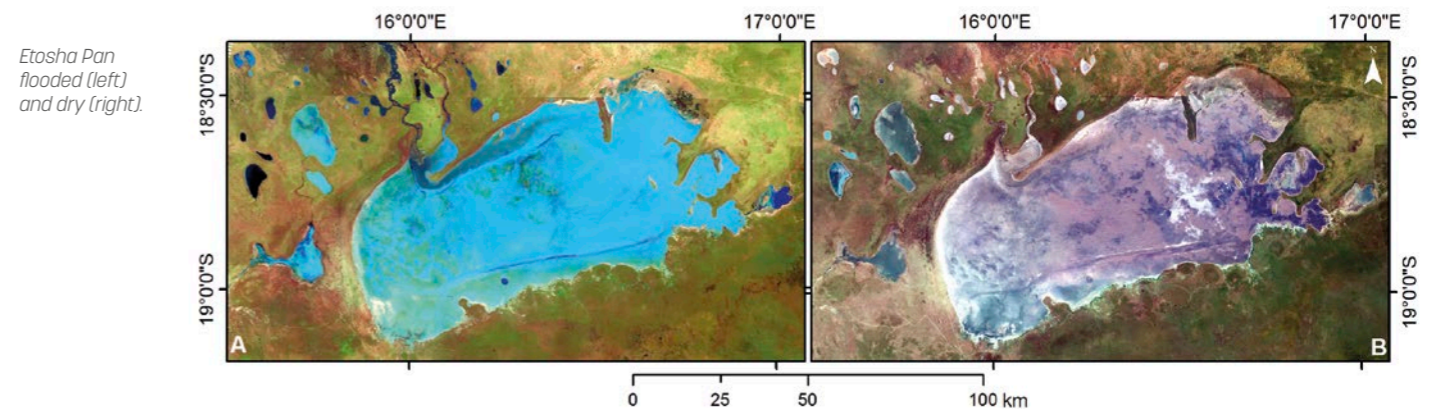 Etosha Pan
flooded (left)
and dry (right).
16°0'0"E 17°0'0"E 16°0'0"E 17°0'0"E
18°30'0"S
19°0'0"S
A
N
18°30'0"S
19°0'0"S
B
0 25 50 100 km